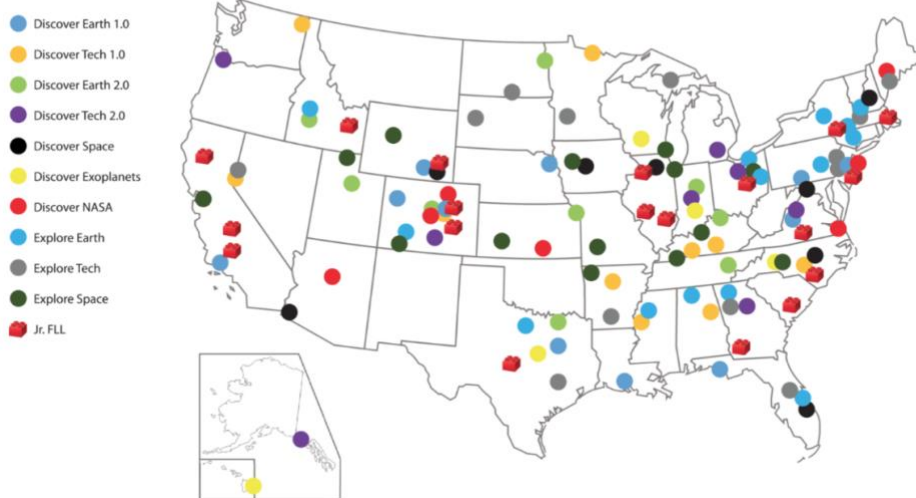 Discover Earth 1.0
Discover Tech 1.0
Discover Earth 2.0
Discover Tech 2.0
Discover Space
Discover Exoplanets
Discover NASA
Explore Earth
Explore Tech
Explore Space
Jr. FLL